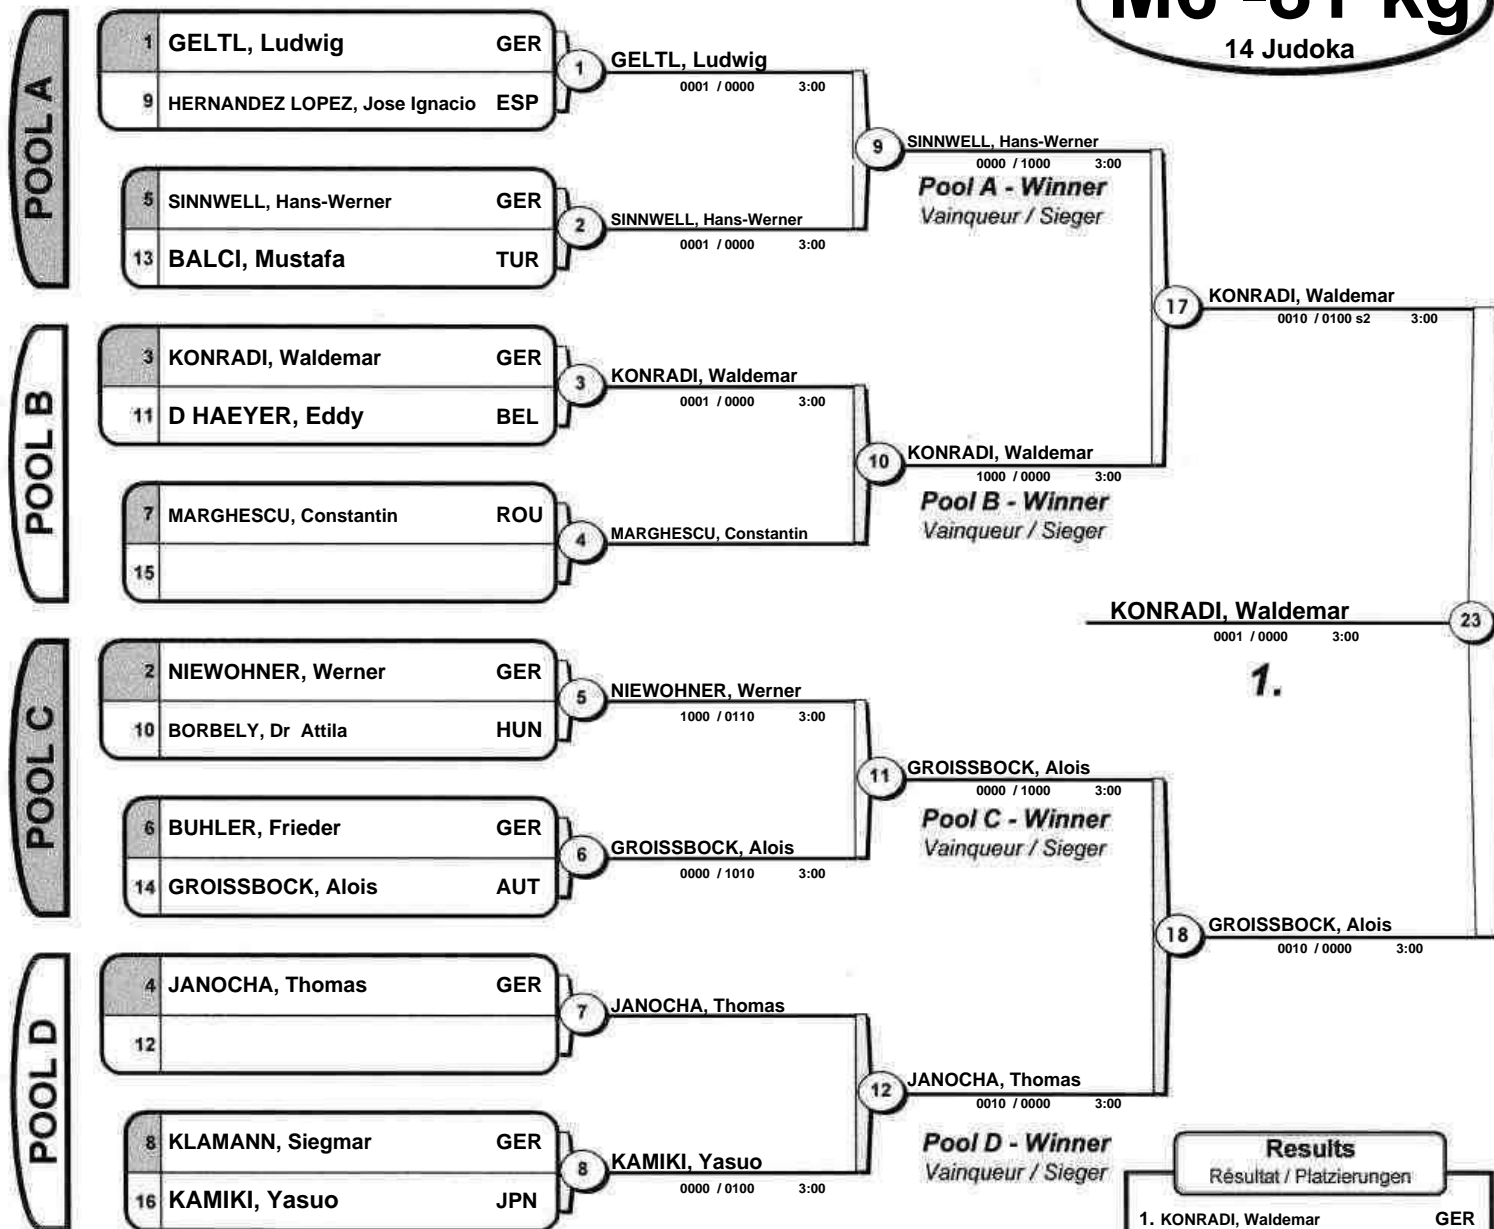 M6 -81 kg
14 Judoka
POOL A
1 GELTL, Ludwig GER
9 HERNANDEZ LOPEZ, Jose Ignacio ESP
1
GELTL, Ludwig
0001 / 0000 3:00
5 SINNWELL, Hans-Werner GER
13 BALCI, Mustafa TUR
2
SINNWELL, Hans-Werner
0001 / 0000 3:00
9
SINNWELL, Hans-Werner
0000 / 1000 3:00
Pool A - Winner
Vainqueur / Sieger
POOL B
3 KONRADI, Waldemar GER
11 D HAEYER, Eddy BEL
3
KONRADI, Waldemar
0001 / 0000 3:00
7 MARGHESCU, Constantin ROU
15
4
MARGHESCU, Constantin
10
KONRADI, Waldemar
1000 / 0000 3:00
Pool B - Winner
Vainqueur / Sieger
17
KONRADI, Waldemar
0010 / 0100 s2 3:00
KONRADI, Waldemar
0001 / 0000 3:00
23
1.
POOL C
2 NIEWOHNER, Werner GER
10 BORBELY, Dr Attila HUN
5
NIEWOHNER, Werner
1000 / 0110 3:00
6 BUHLER, Frieder GER
14 GROISSBOCK, Alois AUT
6
GROISSBOCK, Alois
0000 / 1010 3:00
11
GROISSBOCK, Alois
0000 / 1000 3:00
Pool C - Winner
Vainqueur / Sieger
18
GROISSBOCK, Alois
0010 / 0000 3:00
POOL D
4 JANOCHA, Thomas GER
12
7
JANOCHA, Thomas
8 KLAMANN, Siegmar GER
16 KAMIKI, Yasuo JPN
8
KAMIKI, Yasuo
0000 / 0100 3:00
12
JANOCHA, Thomas
0010 / 0000 3:00
Pool D - Winner
Vainqueur / Sieger
Results
Résultat / Platzierungen
1. KONRADI, Waldemar GER